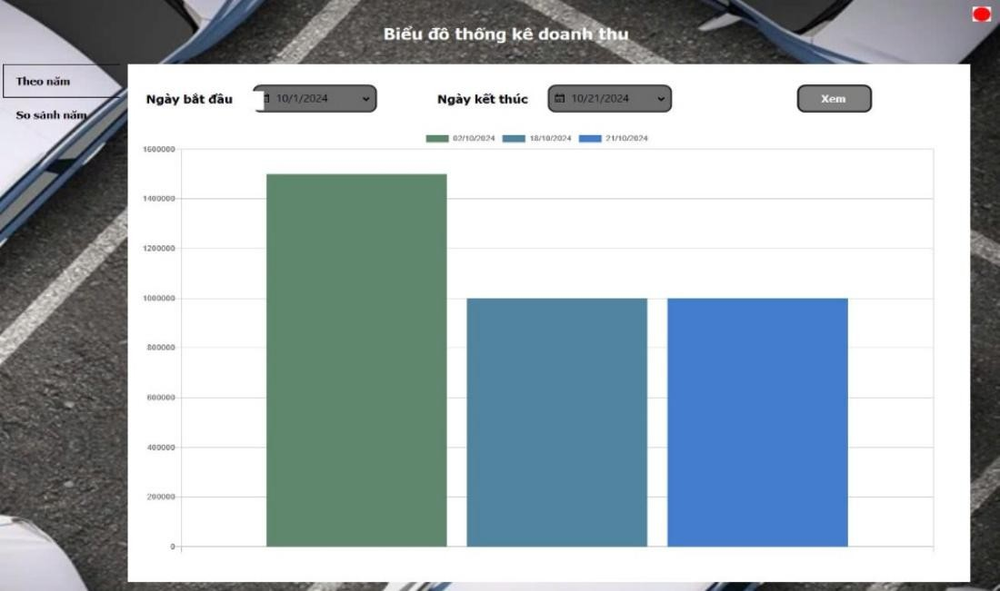 Biểu đồ thống kê doanh thu
Theo năm
So sánh năm
Ngày bắt đầu 10/1/2024 Ngày kết thúc 10/21/2024 Xem
02/10/2024 18/10/2024 21/10/2024
1600000
1400000
1200000
1000000
800000
600000
400000
200000
0